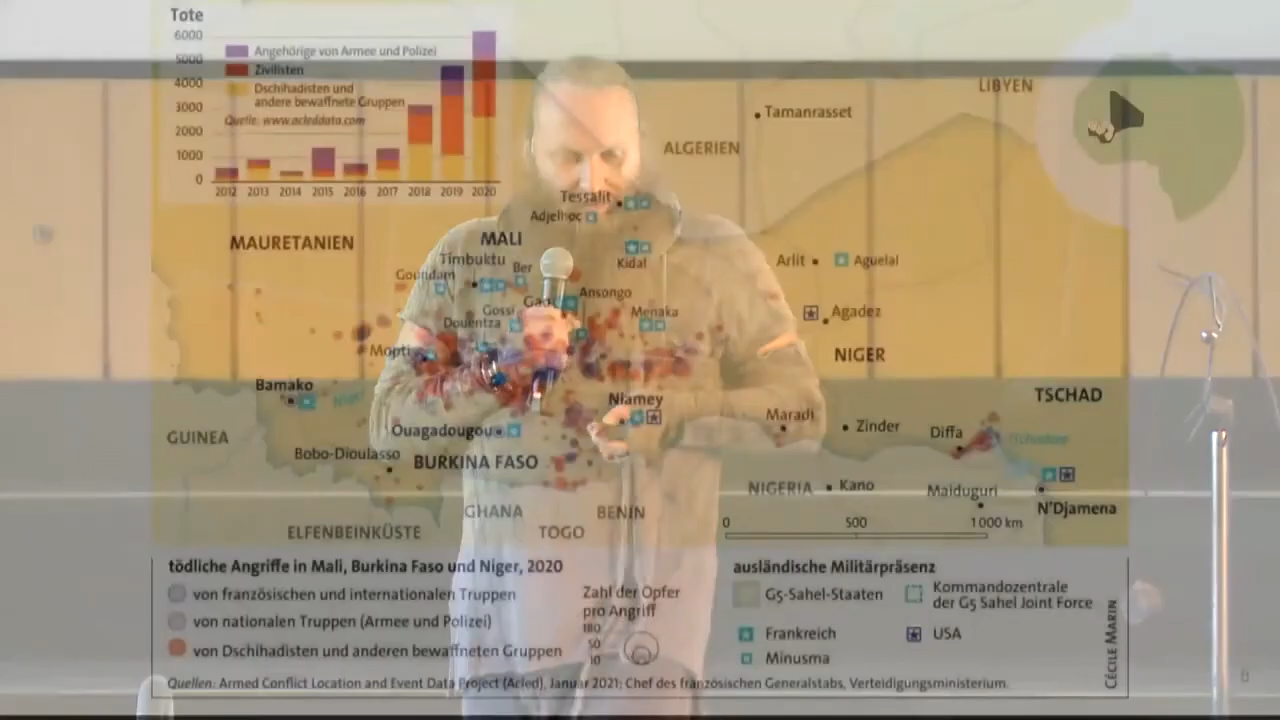 Tote
6000
5000
4000
3000
2000
1000
0
Angehörige von Armee und Polizei
Zivilisten
Dschihadisten und
andere bewaffnete Gruppen
Quelle: www.acleddata.com
2012 2013 2014 2015 2016 2017 2018 2019 2020
LIBYEN
Tamanrasset
ALGERIEN
Tessalit
Adjelhoc
MAURETANIEN
MALI
Timbuktu
Ber
Kidal
Arlit
Aguelal
Goundam
Gao
Ansongo
Gossi
Menaka
Agadez
Douentza
Mopti
NIGER
Bamako
Niger
Niamey
TSCHAD
Maradi
Zinder
Diffa
Tschadsee
GUINEA
Ouagadougou
Bobo-Dioulasso
BURKINA FASO
NIGERIA
Kano
Maiduguri
N'Djamena
GHANA
BENIN
ELFENBEINKÜSTE
TOGO
0 500 1000 km
tödliche Angriffe in Mali, Burkina Faso und Niger, 2020
von französischen und internationalen Truppen
von nationalen Truppen (Armee und Polizei)
von Dschihadisten und anderen bewaffneten Gruppen
Zahl der Opfer
pro Angriff
180
50
10
ausländische Militärpräsenz
G5-Sahel-Staaten
Kommandozentrale
der G5 Sahel Joint Force
Frankreich
USA
Minusma
CÉCILE MARIN
Quellen: Armed Conflict Location and Event Data Project (Acled), Januar 2021; Chef des französischen Generalstabs, Verteidigungsministerium.